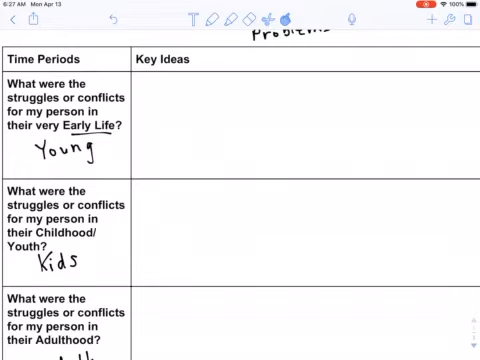 6:27 AM Mon Apr 13
100%
Problems
Time Periods
Key Ideas
What were the
struggles or conflicts
for my person in
their very Early Life?
Young
What were the
struggles or conflicts
for my person in
their Childhood/
Youth?
Kids
What were the
struggles or conflicts
for my person in
their Adulthood?